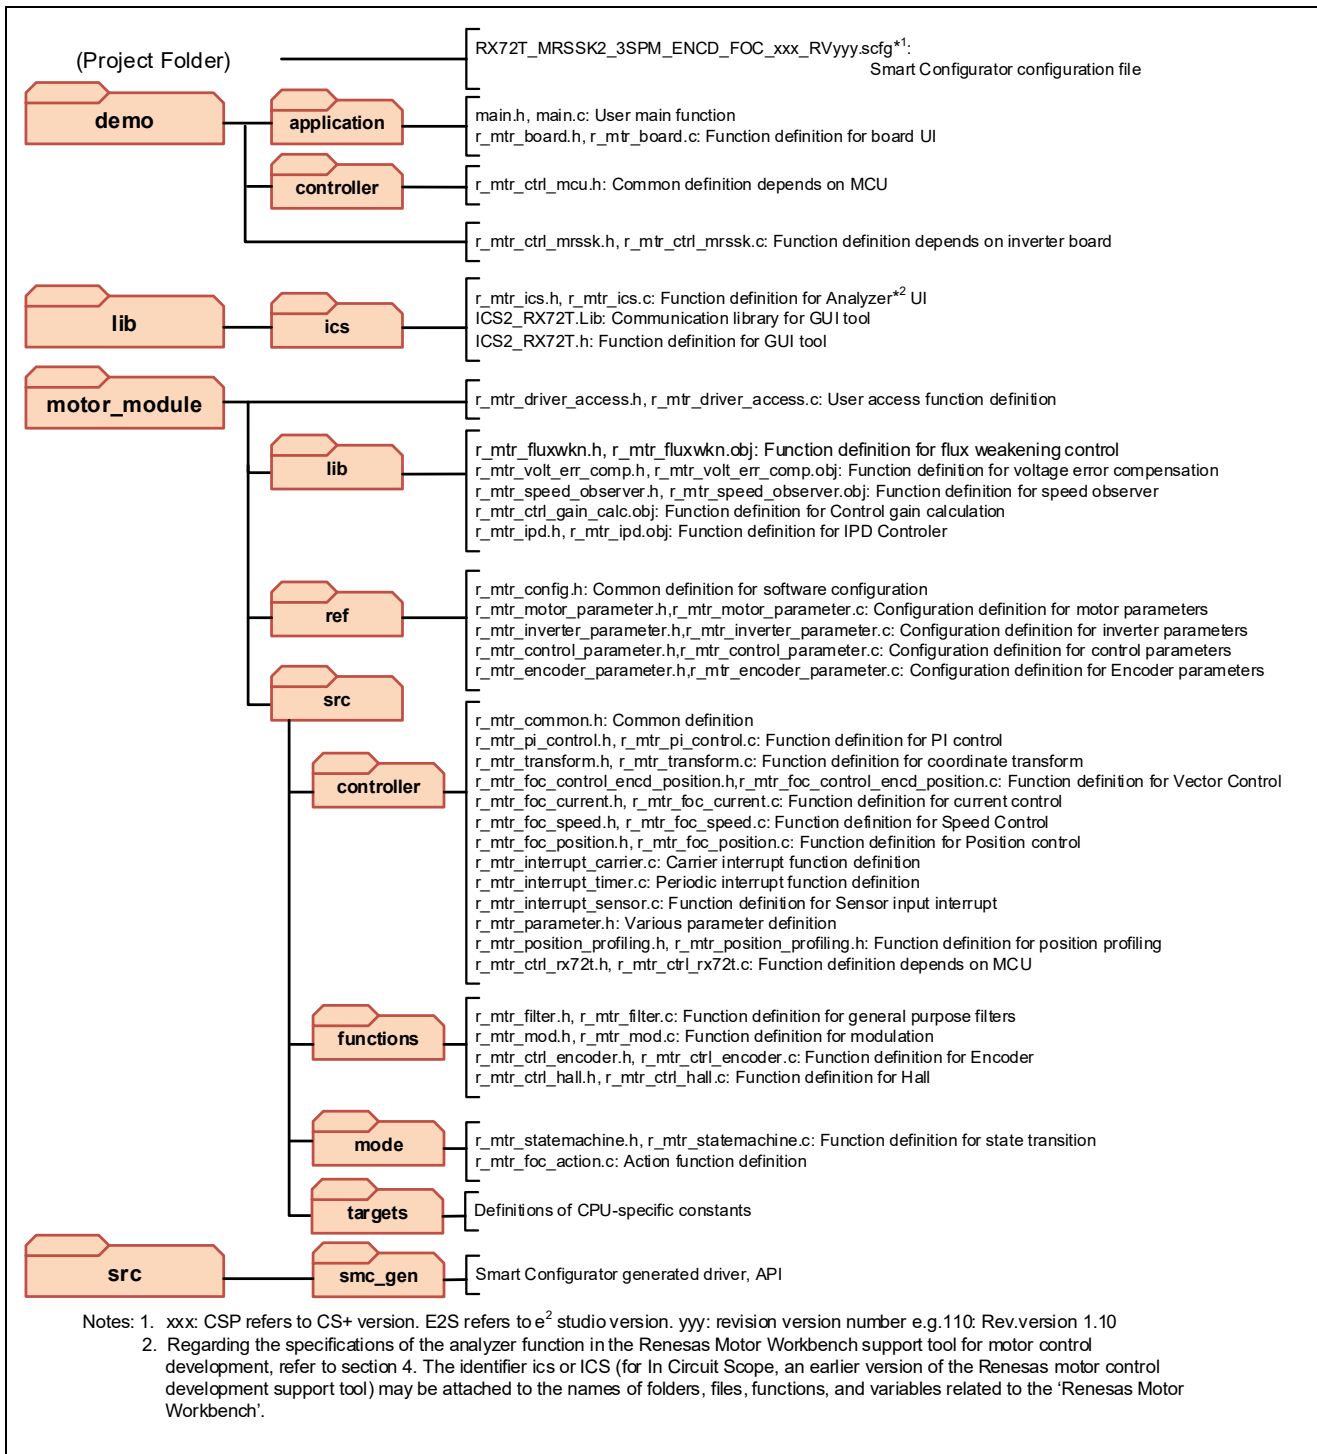 (Project Folder)
RX72T_MRSSK2_3SPM_ENCD_FOC_xxx_RVyyy.scfg*1:
Smart Configurator configuration file
demo
application
main.h, main.c: User main function
r_mtr_board.h, r_mtr_board.c: Function definition for board UI
controller
r_mtr_ctrl_mcu.h: Common definition depends on MCU
r_mtr_ctrl_mrssk.h, r_mtr_ctrl_mrssk.c: Function definition depends on inverter board
lib
ics
r_mtr_ics.h, r_mtr_ics.c: Function definition for Analyzer*2 UI
ICS2_RX72T.Lib: Communication library for GUI tool
ICS2_RX72T.h: Function definition for GUI tool
motor_module
r_mtr_driver_access.h, r_mtr_driver_access.c: User access function definition
lib
r_mtr_fluxwkn.h, r_mtr_fluxwkn.obj: Function definition for flux weakening control
r_mtr_volt_err_comp.h, r_mtr_volt_err_comp.obj: Function definition for voltage error compensation
r_mtr_speed_observer.h, r_mtr_speed_observer.obj: Function definition for speed observer
r_mtr_ctrl_gain_calc.obj: Function definition for Control gain calculation
r_mtr_ipd.h, r_mtr_ipd.obj: Function definition for IPD Controler
ref
r_mtr_config.h: Common definition for software configuration
r_mtr_motor_parameter.h,r_mtr_motor_parameter.c: Configuration definition for motor parameters
r_mtr_inverter_parameter.h,r_mtr_inverter_parameter.c: Configuration definition for inverter parameters
r_mtr_control_parameter.h,r_mtr_control_parameter.c: Configuration definition for control parameters
r_mtr_encoder_parameter.h,r_mtr_encoder_parameter.c: Configuration definition for Encoder parameters
src
controller
r_mtr_common.h: Common definition
r_mtr_pi_control.h, r_mtr_pi_control.c: Function definition for PI control
r_mtr_transform.h, r_mtr_transform.c: Function definition for coordinate transform
r_mtr_foc_control_encd_position.h,r_mtr_foc_control_encd_position.c: Function definition for Vector Control
r_mtr_foc_current.h, r_mtr_foc_current.c: Function definition for current control
r_mtr_foc_speed.h, r_mtr_foc_speed.c: Function definition for Speed Control
r_mtr_foc_position.h, r_mtr_foc_position.c: Function definition for Position control
r_mtr_interrupt_carrier.c: Carrier interrupt function definition
r_mtr_interrupt_timer.c: Periodic interrupt function definition
r_mtr_interrupt_sensor.c: Function definition for Sensor input interrupt
r_mtr_parameter.h: Various parameter definition
r_mtr_position_profiling.h, r_mtr_position_profiling.h: Function definition for position profiling
r_mtr_ctrl_rx72t.h, r_mtr_ctrl_rx72t.c: Function definition depends on MCU
functions
r_mtr_filter.h, r_mtr_filter.c: Function definition for general purpose filters
r_mtr_mod.h, r_mtr_mod.c: Function definition for modulation
r_mtr_ctrl_encoder.h, r_mtr_ctrl_encoder.c: Function definition for Encoder
r_mtr_ctrl_hall.h, r_mtr_ctrl_hall.c: Function definition for Hall
mode
r_mtr_statemachine.h, r_mtr_statemachine.c: Function definition for state transition
r_mtr_foc_action.c: Action function definition
targets
Definitions of CPU-specific constants
src
smc_gen
Smart Configurator generated driver, API
Notes: 1. xxx: CSP refers to CS+ version. E2S refers to e2 studio version. yyy: revision version number e.g.110: Rev.version 1.10
2. Regarding the specifications of the analyzer function in the Renesas Motor Workbench support tool for motor control
development, refer to section 4. The identifier ics or ICS (for In Circuit Scope, an earlier version of the Renesas motor control
development support tool) may be attached to the names of folders, files, functions, and variables related to the ‘Renesas Motor
Workbench’.